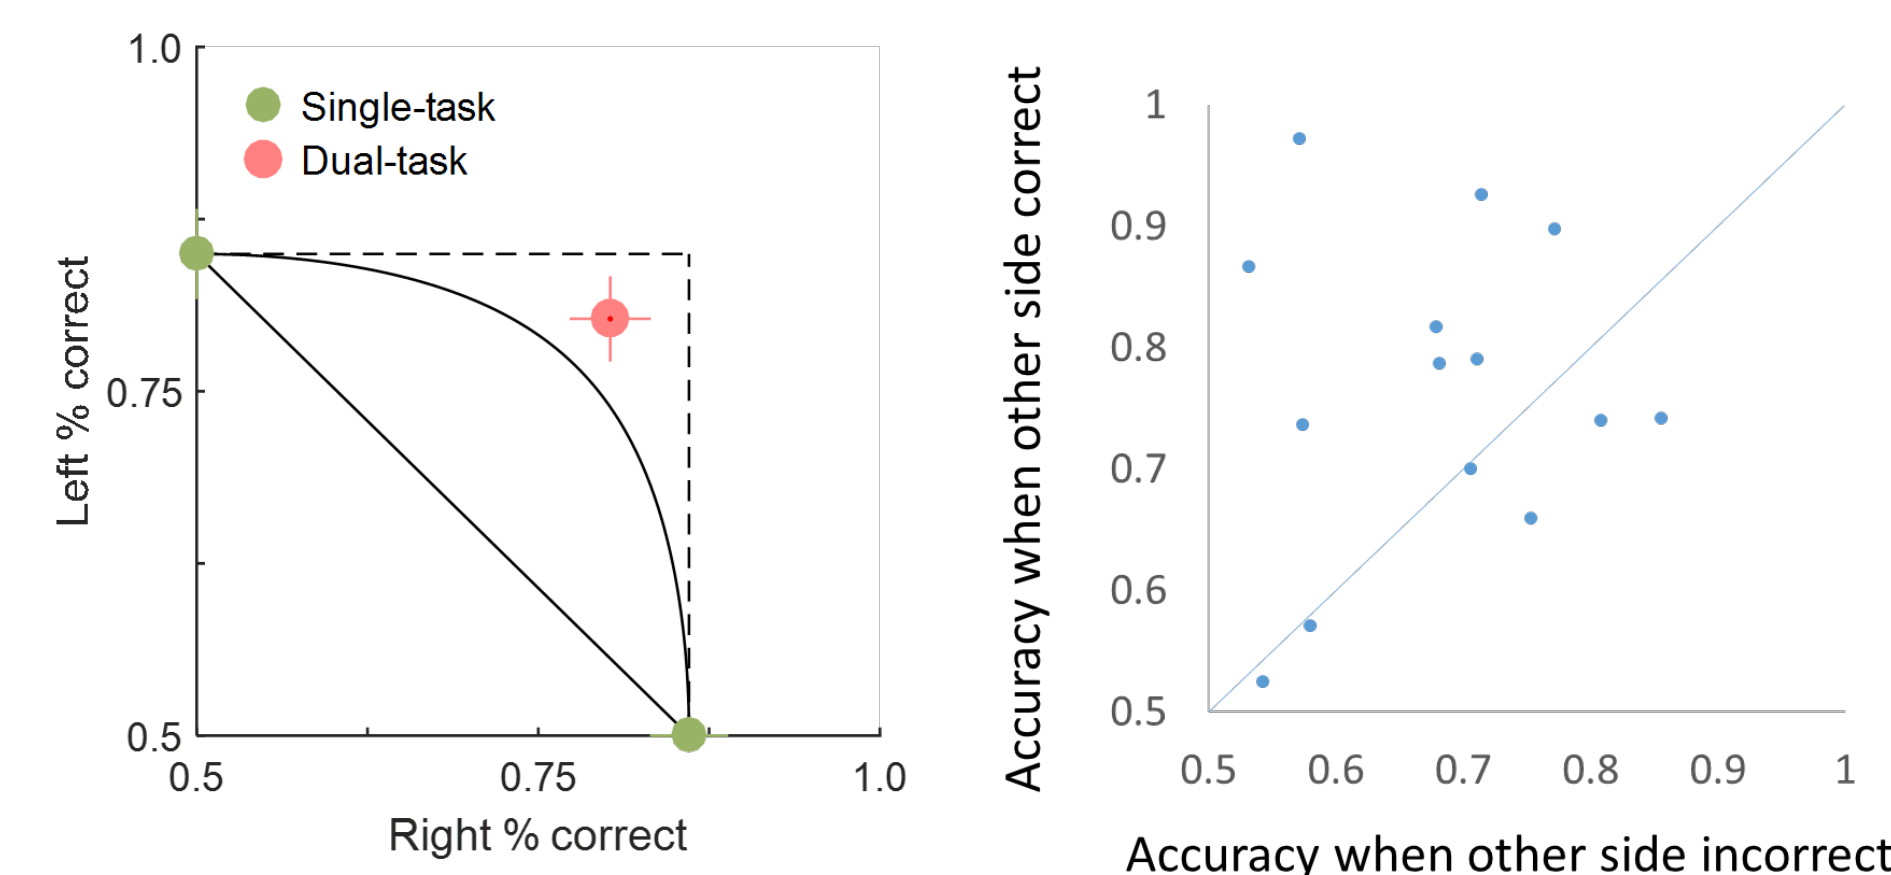 1.0
Single-task
Dual-task
Left % correct
0.75
0.5
0.5 0.75 1.0
Right % correct
Accuracy when other side correct
1
0.9
0.8
0.7
0.6
0.5
0.5 0.6 0.7 0.8 0.9 1
Accuracy when other side incorrect